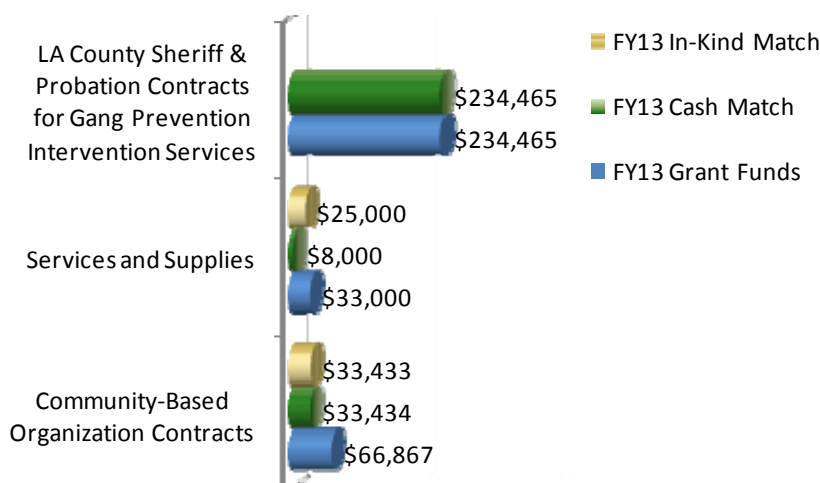 LA County Sheriff &
Probation Contracts
for Gang Prevention
Intervention Services
$234,465
$234,465
Services and Supplies
$25,000
$8,000
$33,000
Community-Based
Organization Contracts
$33,433
$33,434
$66,867
FY13 In-Kind Match
FY13 Cash Match
FY13 Grant Funds